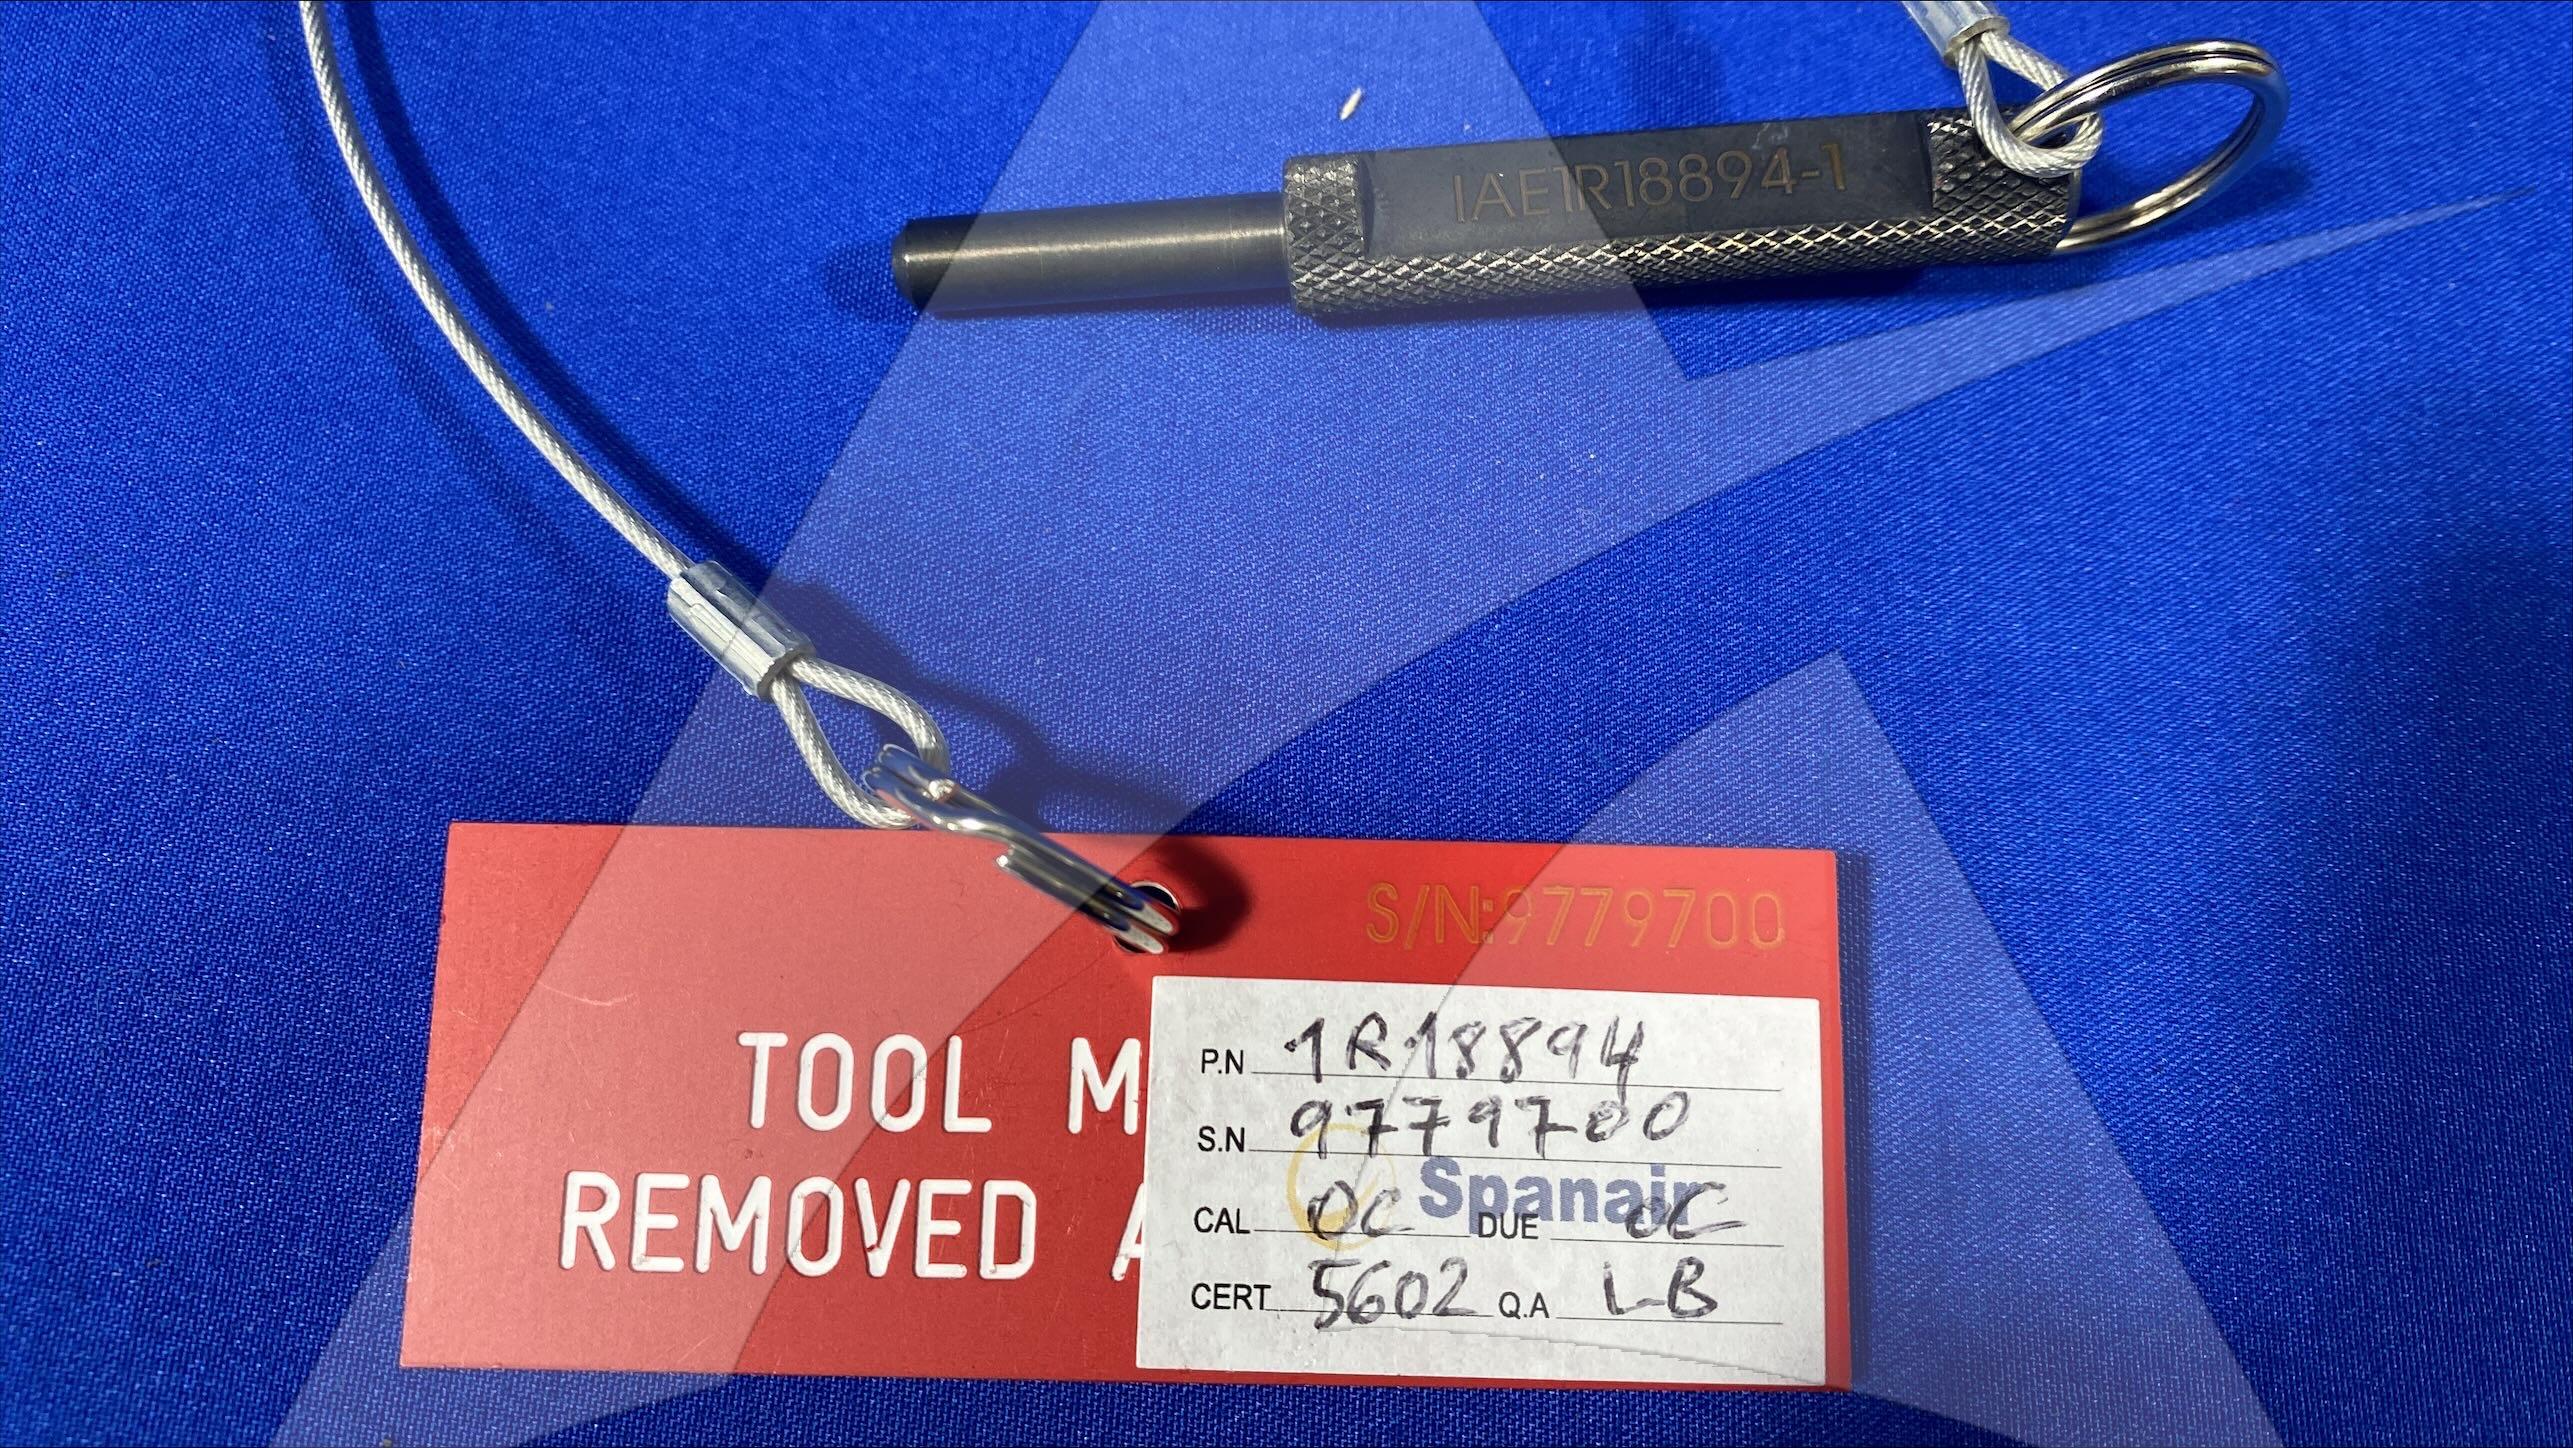 IAE1R18894-1
S/N:9779700
TOOL M
REMOVED A
P.N 1R18894
S.N 9779700
Spanair
CAL OC DUE OC
CERT 5602 Q.A LB